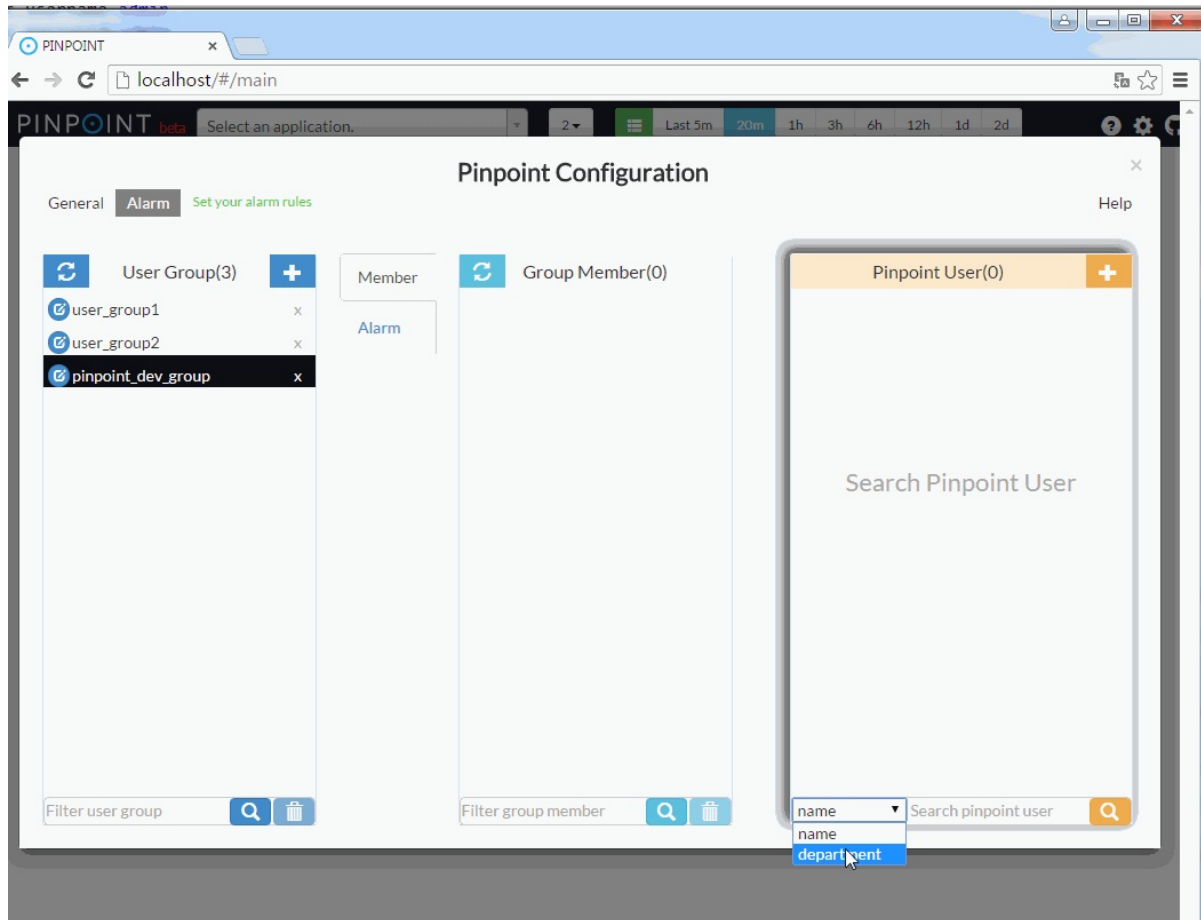 PINPOINT
localhost/#/main
PINPOINT beta Select an application. 2 Last 5m 20m 1h 3h 6h 12h 1d 2d
Pinpoint Configuration
General Alarm Set your alarm rules Help
User Group(3) Member Group Member(0) Pinpoint User(0)
user_group1 x
Alarm
user_group2 x
pinpoint_dev_group x
Search Pinpoint User
Filter user group Filter group member name Search pinpoint user
name
department